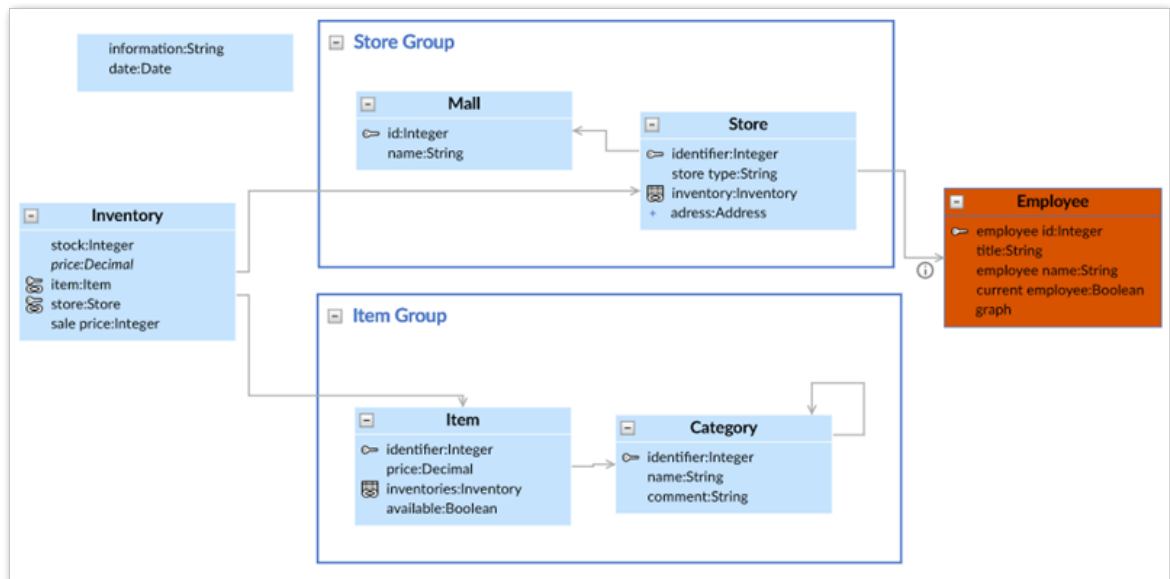 information:String
date:Date
Store Group
Mall
id:Integer
name:String
Store
identifier:Integer
store type:String
inventory:Inventory
+ adress:Address
Inventory
stock:Integer
price:Decimal
item:Item
store:Store
sale price:Integer
Employee
employee id:Integer
title:String
employee name:String
current employee:Boolean
graph
Item Group
Item
identifier:Integer
price:Decimal
inventories:Inventory
available:Boolean
Category
identifier:Integer
name:String
comment:String